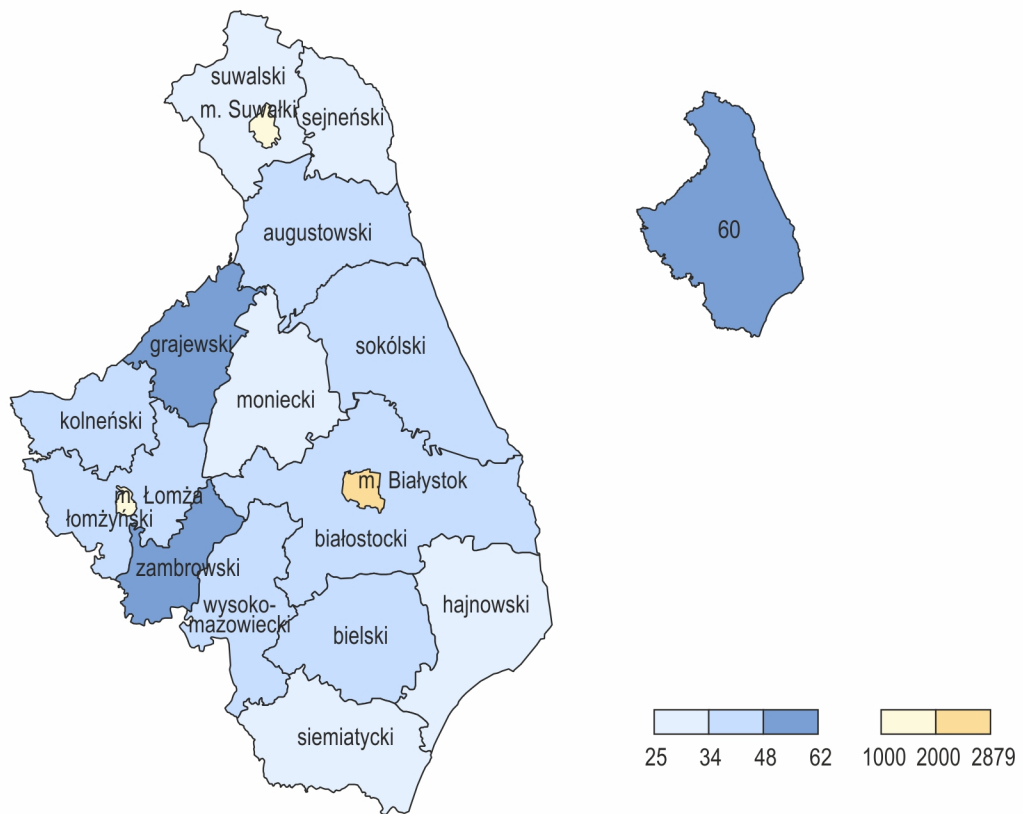 suwalski
m. Suwałki
sejneński
augustowski
60
grajewski
sokólski
moniecki
kolneński
m. Białystok
m. Łomża
łomżyński
białostocki
zambrowski
wysoko-
mazowiecki
hajnowski
bielski
siemiatycki
25 34 48 62
1000 2000 2879